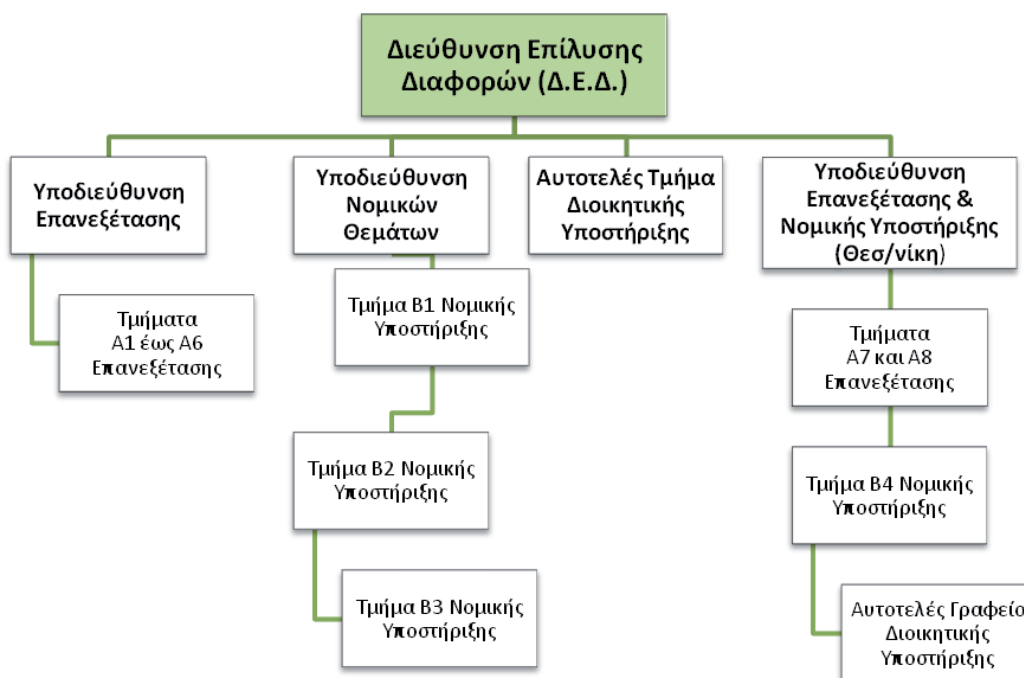 Διεύθυνση Επίλυσης
Διαφορών (Δ.Ε.Δ.)
Υποδιεύθυνση
Επανεξέτασης
Υποδιεύθυνση
Νομικών
Θεμάτων
Αυτοτελές Τμήμα
Διοικητικής
Υποστήριξης
Υποδιεύθυνση
Επανεξέτασης &
Νομικής Υποστήριξης
(Θεσ/νίκη)
Τμήματα
Α1 έως Α6
Επανεξέτασης
Τμήμα Β1 Νομικής
Υποστήριξης
Τμήμα Β2 Νομικής
Υποστήριξης
Τμήμα Β3 Νομικής
Υποστήριξης
Τμήματα
Α7 και Α8
Επανεξέτασης
Τμήμα Β4 Νομικής
Υποστήριξης
Αυτοτελές Γραφείο
Διοικητικής
Υποστήριξης